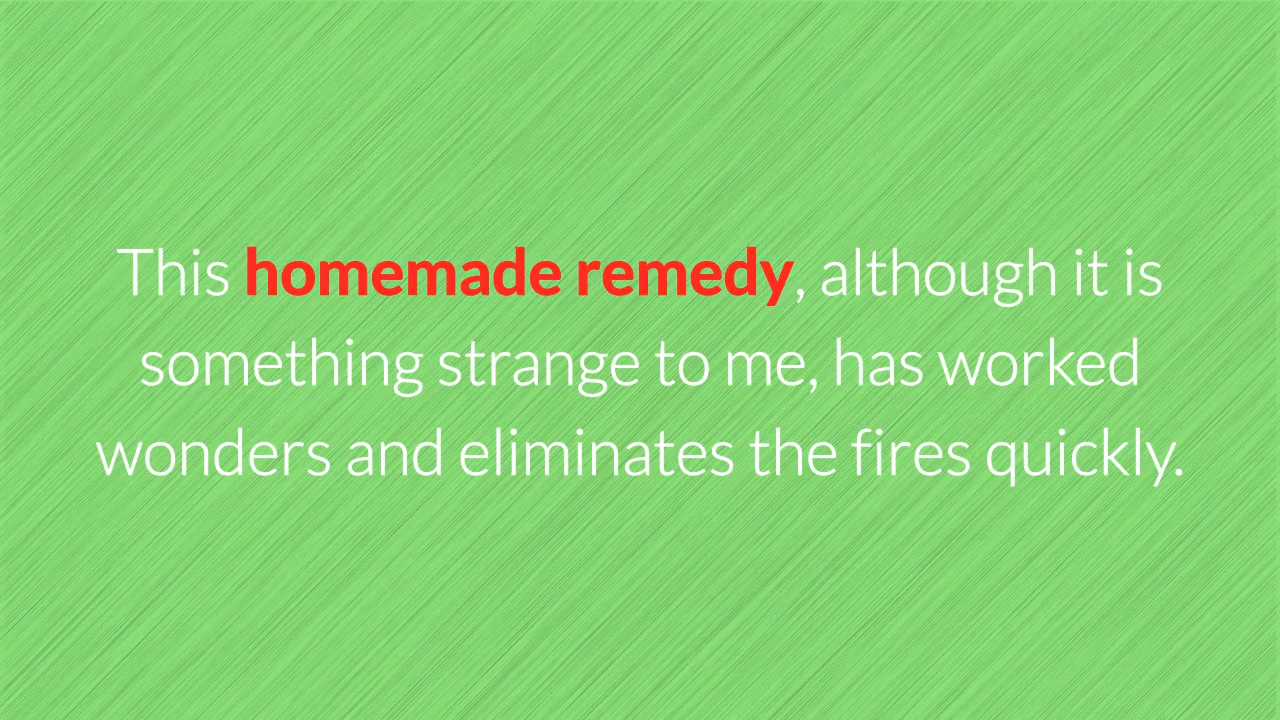 This homemade remedy, although it is
something strange to me, has worked
wonders and eliminates the fires quickly.